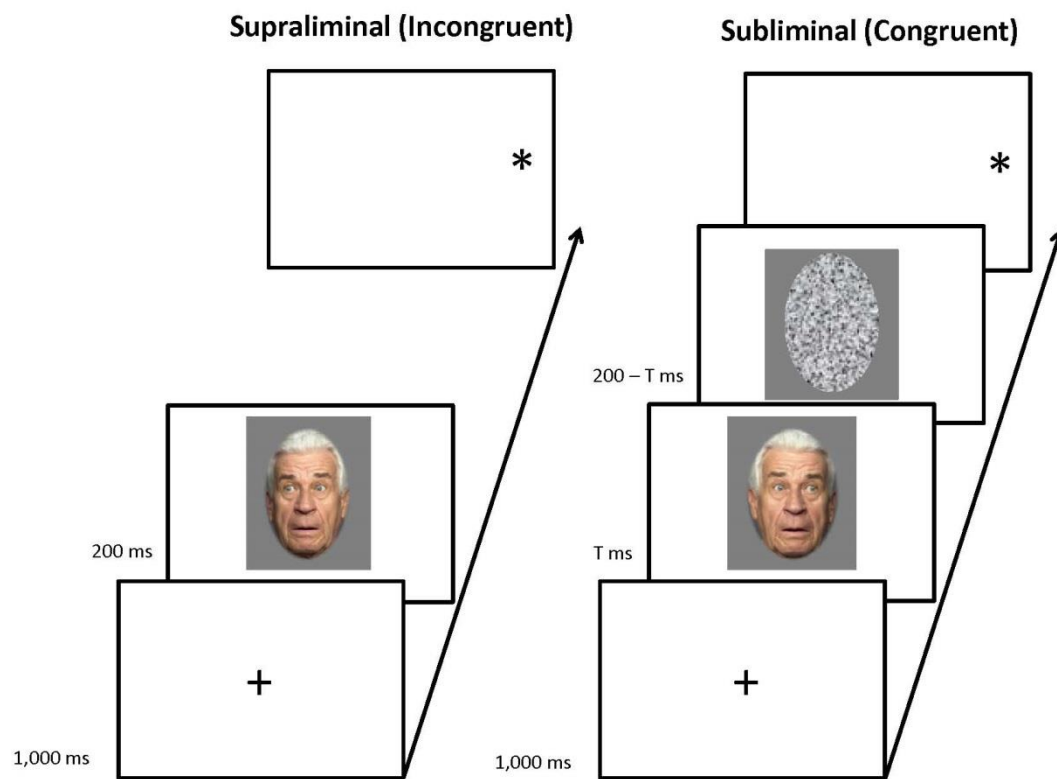 Supraliminal (Incongruent)
*
200 ms
+
1,000 ms
Subliminal (Congruent)
*
200 – T ms
T ms
+
1,000 ms